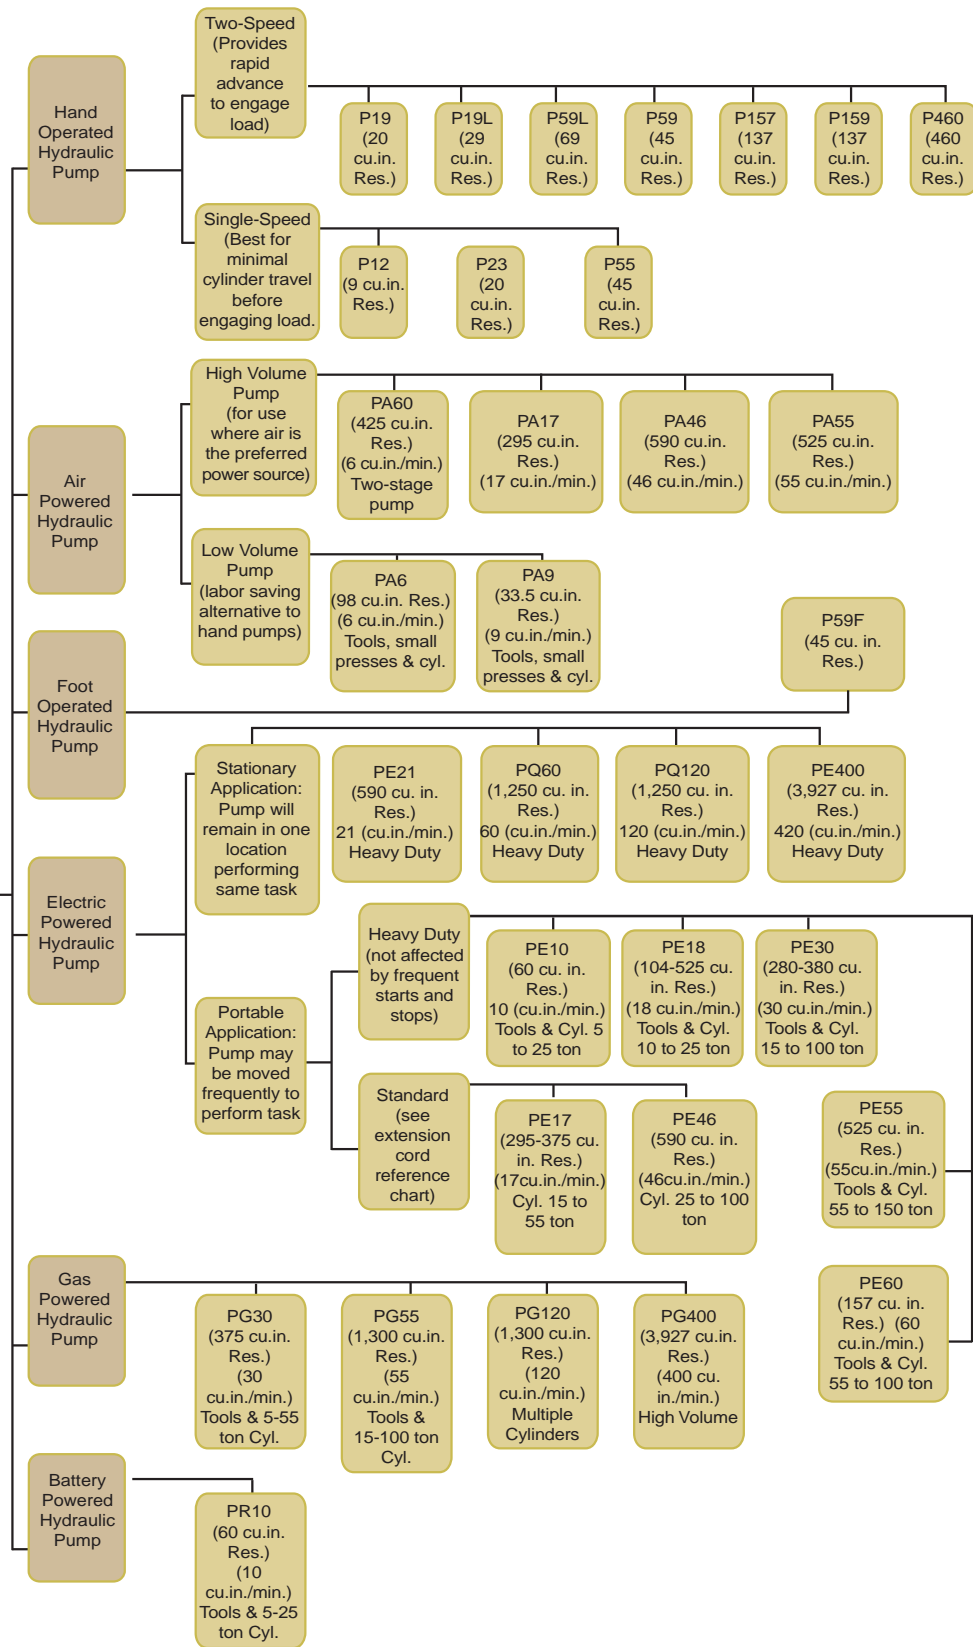 Hand
Operated
Hydraulic
Pump
Two-Speed
(Provides
rapid
advance
to engage
load)
P19
(20
cu.in.
Res.)
P19L
(29
cu.in.
Res.)
P59L
(69
cu.in.
Res.)
P59
(45
cu.in.
Res.)
P157
(137
cu.in.
Res.)
P159
(137
cu.in.
Res.)
P460
(460
cu.in.
Res.)
Single-Speed
(Best for
minimal
cylinder travel
before
engaging load.
P12
(9 cu.in.
Res.)
P23
(20
cu.in.
Res.)
P55
(45
cu.in.
Res.)
Air
Powered
Hydraulic
Pump
High Volume
Pump
(for use
where air is
the preferred
power source)
PA60
(425 cu.in.
Res.)
(6 cu.in./min.)
Two-stage
pump
PA17
(295 cu.in.
Res.)
(17 cu.in./min.)
PA46
(590 cu.in.
Res.)
(46 cu.in./min.)
PA55
(525 cu.in.
Res.)
(55 cu.in./min.)
Low Volume
Pump
(labor saving
alternative to
hand pumps)
PA6
(98 cu.in. Res.)
(6 cu.in./min.)
Tools, small
presses & cyl.
PA9
(33.5 cu.in.
Res.)
(9 cu.in./min.)
Tools, small
presses & cyl.
Foot
Operated
Hydraulic
Pump
P59F
(45 cu. in.
Res.)
Electric
Powered
Hydraulic
Pump
Stationary
Application:
Pump will
remain in one
location
performing
same task
PE21
(590 cu. in.
Res.)
21 (cu.in./min.)
Heavy Duty
PQ60
(1,250 cu. in.
Res.)
60 (cu.in./min.)
Heavy Duty
PQ120
(1,250 cu. in.
Res.)
120 (cu.in./min.)
Heavy Duty
PE400
(3,927 cu. in.
Res.)
420 (cu.in./min.)
Heavy Duty
Portable
Application:
Pump may
be moved
frequently to
perform task
Heavy Duty
(not affected
by frequent
starts and
stops)
PE10
(60 cu. in.
Res.)
10 (cu.in./min.)
Tools & Cyl. 5
to 25 ton
PE18
(104-525 cu.
in. Res.)
(18 cu.in./min.)
Tools & Cyl.
10 to 25 ton
PE30
(280-380 cu.
in. Res.)
(30 cu.in./min.)
Tools & Cyl.
15 to 100 ton
Standard
(see
extension
cord
reference
chart)
PE17
(295-375 cu.
in. Res.)
(17cu.in./min.)
Cyl. 15 to
55 ton
PE46
(590 cu. in.
Res.)
(46cu.in./min.)
Cyl. 25 to 100
ton
PE55
(525 cu. in.
Res.)
(55cu.in./min.)
Tools & Cyl.
55 to 150 ton
PE60
(157 cu. in.
Res.) (60
cu.in./min.)
Tools & Cyl.
55 to 100 ton
Gas
Powered
Hydraulic
Pump
PG30
(375 cu.in.
Res.)
(30
cu.in./min.)
Tools & 5-55
ton Cyl.
PG55
(1,300 cu.in.
Res.)
(55
cu.in./min.)
Tools &
15-100 ton
Cyl.
PG120
(1,300 cu.in.
Res.)
(120
cu.in./min.)
Multiple
Cylinders
PG400
(3,927 cu.in.
Res.)
(400 cu.
in./min.)
High Volume
Battery
Powered
Hydraulic
Pump
PR10
(60 cu.in.
Res.)
(10
cu.in./min.)
Tools & 5-25
ton Cyl.